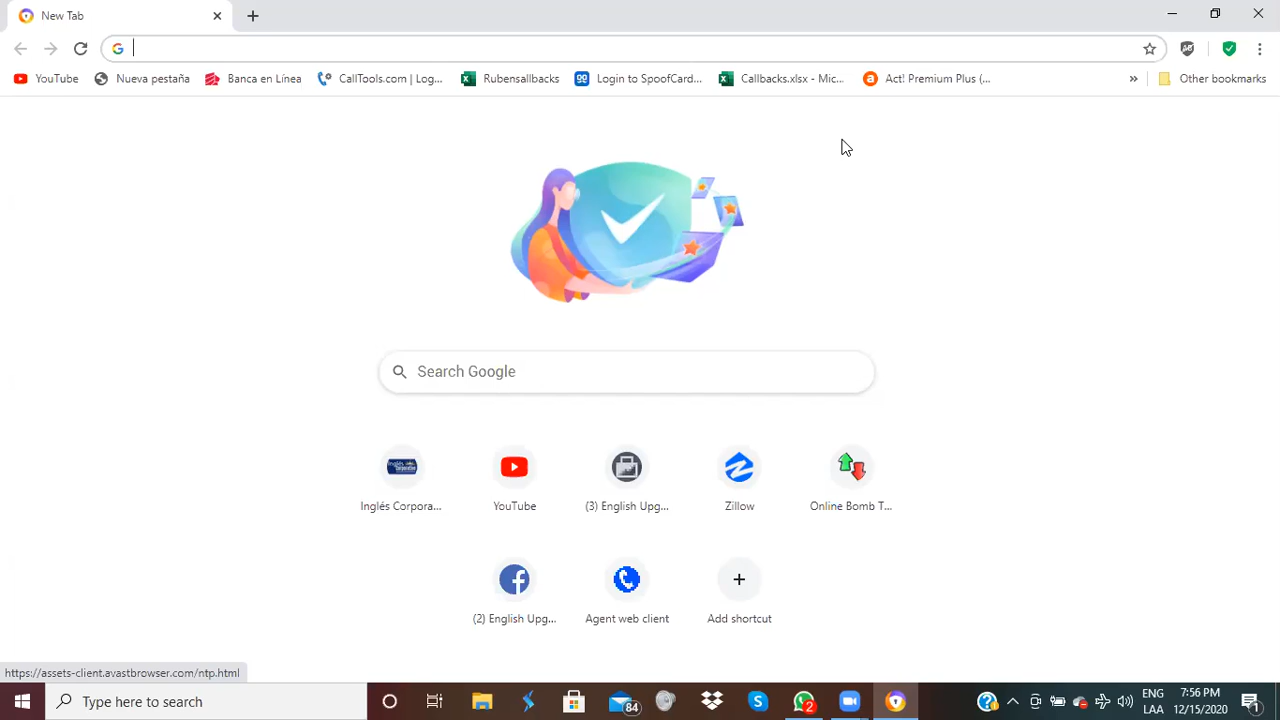 New Tab
YouTube
Nueva pestaña
Banca en Línea
CallTools.com | Log...
Rubensallbacks
Login to SpoofCard...
Callbacks.xlsx - Mic...
Act! Premium Plus (...
»
Other bookmarks
Search Google
Inglés Corpora...
YouTube
(3) English Upg...
Zillow
Online Bomb T...
(2) English Upg...
Agent web client
Add shortcut
https://assets-client.avastbrowser.com/ntp.html
Type here to search
84
2
ENG
LAA
7:56 PM
12/15/2020
1